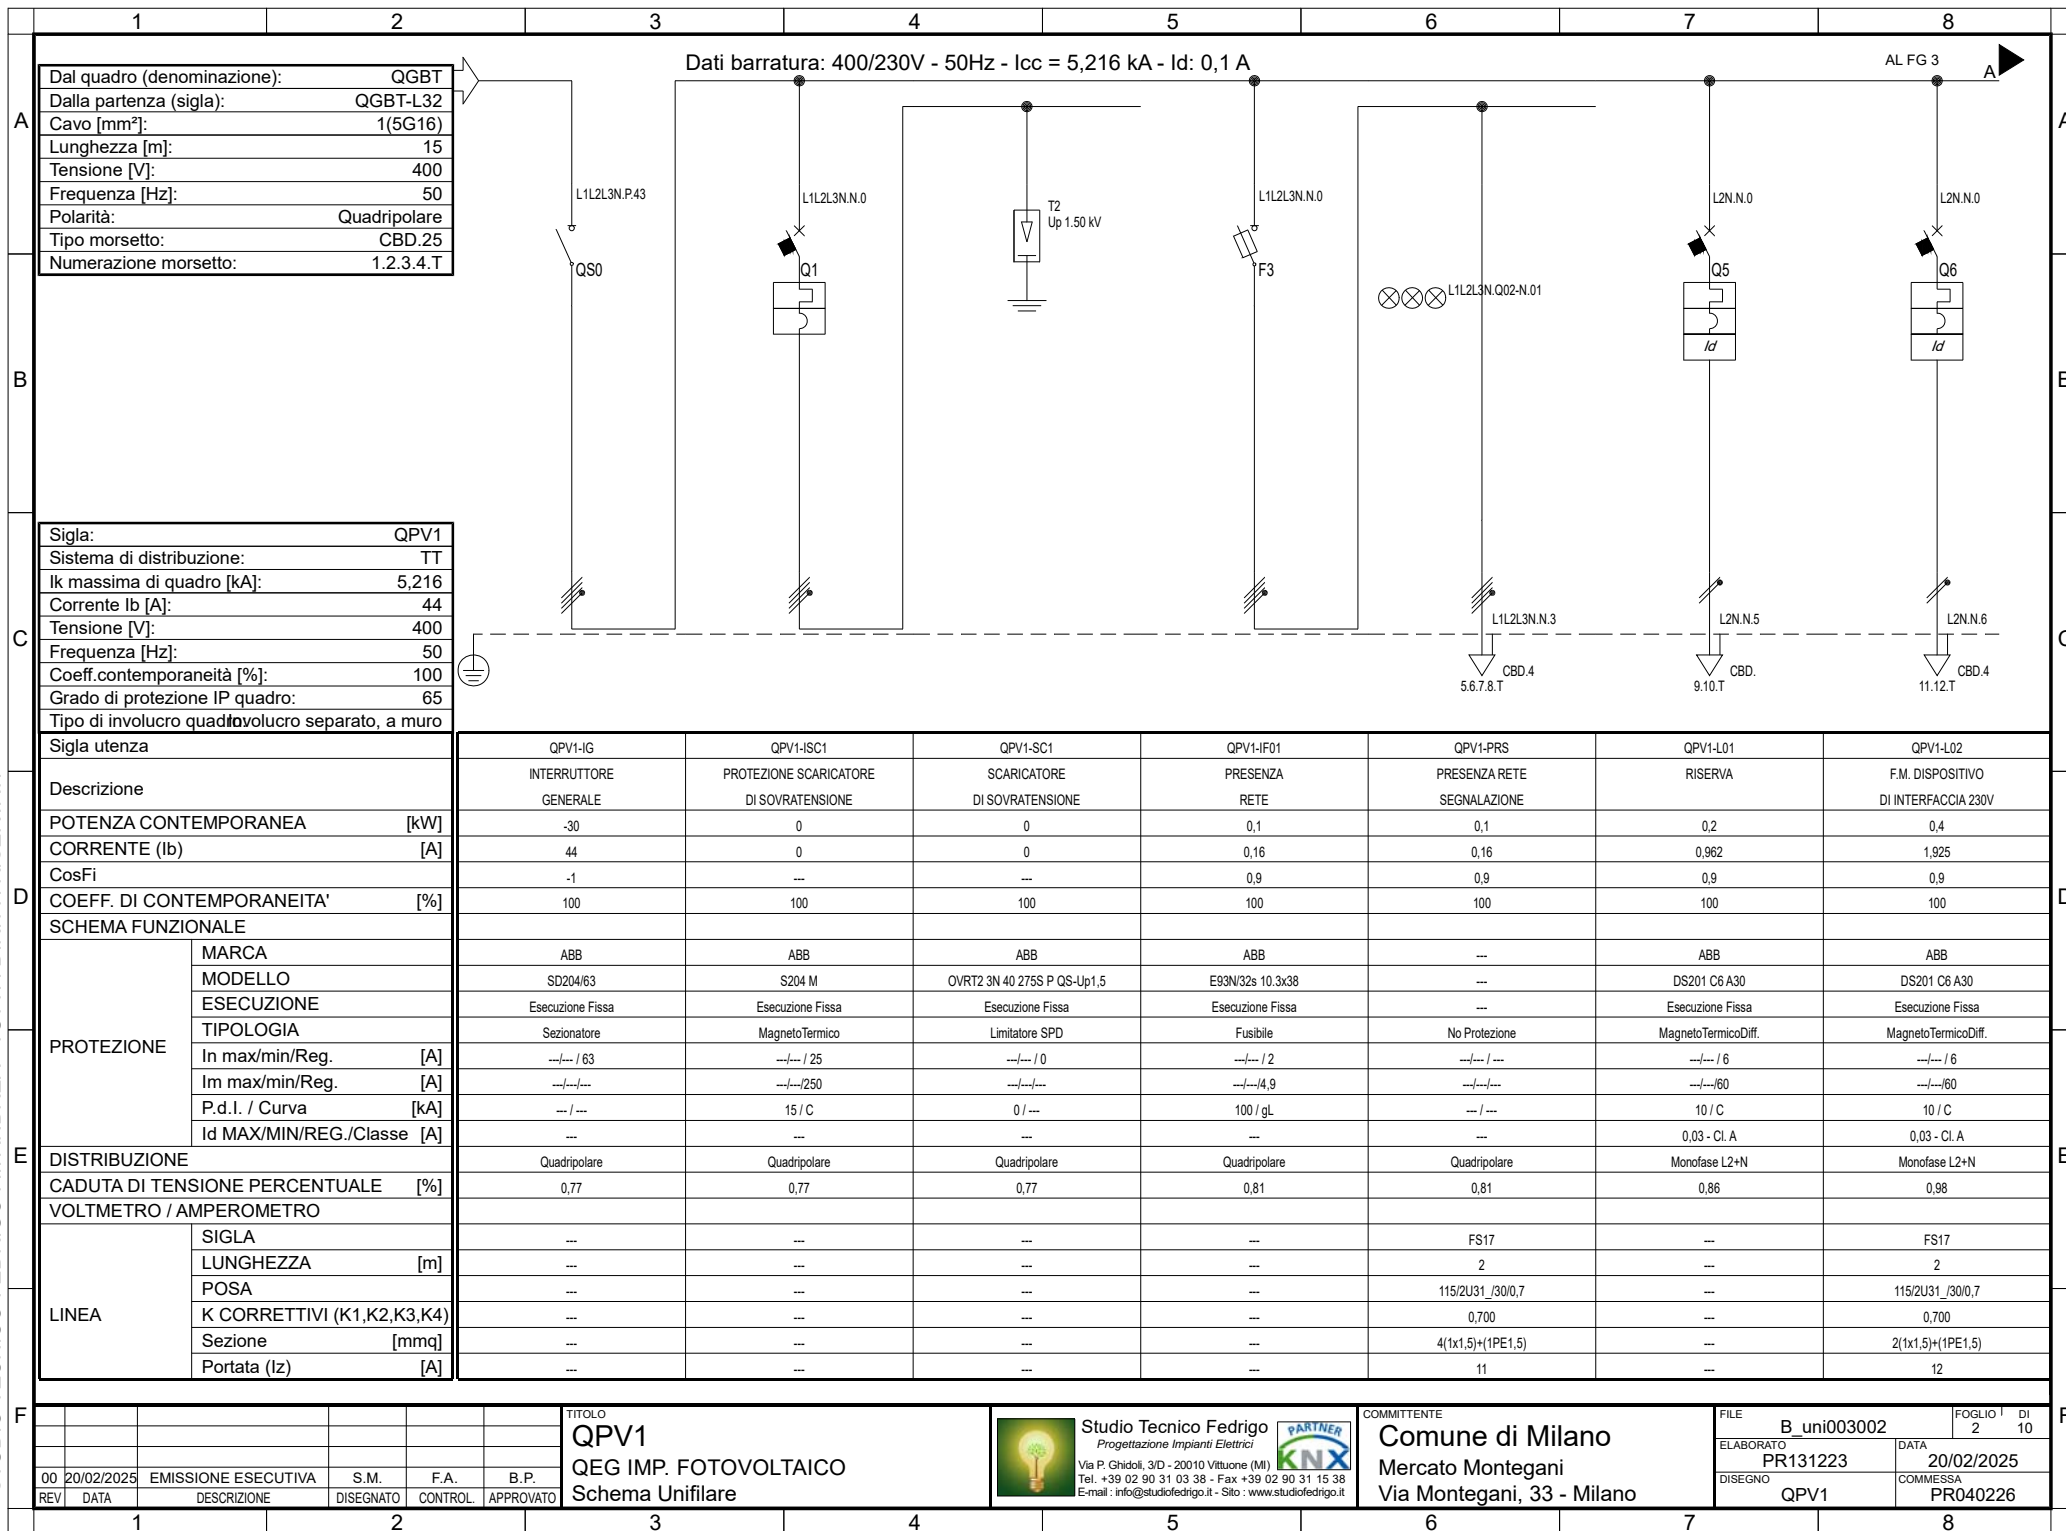 1 2 3 4 5 6 7 8
Dati barratura: 400/230V - 50Hz - Icc = 5,216 kA - Id: 0,1 A
AL FG 3
A
Dal quadro (denominazione): QGBT
Dalla partenza (sigla): QGBT-L32
Cavo [mm²]: 1(5G16)
Lunghezza [m]: 15
Tensione [V]: 400
Frequenza [Hz]: 50
Polarità: Quadripolare
Tipo morsetto: CBD.25
Numerazione morsetto: 1.2.3.4.T
A
B
C
D
E
F
L1L2L3N.P.43
QS0
L1L2L3N.N.0
Q1
T2
Up 1.50 kV
L1L2L3N.N.0
F3
L1L2L3N.Q02-N.01
L2N.N.0
Q5
Id
L2N.N.0
Q6
Id
L1L2L3N.N.3
CBD.4
5.6.7.8.T
L2N.N.5
CBD.
9.10.T
L2N.N.6
CBD.4
11.12.T
Sigla: QPV1
Sistema di distribuzione: TT
Ik massima di quadro [kA]: 5,216
Corrente Ib [A]: 44
Tensione [V]: 400
Frequenza [Hz]: 50
Coeff.contemporaneità [%]: 100
Grado di protezione IP quadro: 65
Tipo di involucro quadro: Involucro separato, a muro
Sigla utenza QPV1-IG QPV1-ISC1 QPV1-SC1 QPV1-IF01 QPV1-PRS QPV1-L01 QPV1-L02
Descrizione
INTERRUTTORE PROTEZIONE SCARICATORE SCARICATORE PRESENZA PRESENZA RETE RISERVA F.M. DISPOSITIVO
GENERALE DI SOVRATENSIONE DI SOVRATENSIONE RETE SEGNALAZIONE DI INTERFACCIA 230V
POTENZA CONTEMPORANEA [kW] -30 0 0 0,1 0,1 0,2 0,4
CORRENTE (Ib) [A] 44 0 0 0,16 0,16 0,962 1,925
CosFi -1 --- --- 0,9 0,9 0,9 0,9
COEFF. DI CONTEMPORANEITA' [%] 100 100 100 100 100 100 100
SCHEMA FUNZIONALE
PROTEZIONE
MARCA ABB ABB ABB ABB --- ABB ABB
MODELLO SD204/63 S204 M OVRT2 3N 40 275S P QS-Up1,5 E93N/32s 10.3x38 --- DS201 C6 A30 DS201 C6 A30
ESECUZIONE Esecuzione Fissa Esecuzione Fissa Esecuzione Fissa Esecuzione Fissa --- Esecuzione Fissa Esecuzione Fissa
TIPOLOGIA Sezionatore MagnetoTermico Limitatore SPD Fusibile No Protezione MagnetoTermicoDiff. MagnetoTermicoDiff.
In max/min/Reg. [A] ---/--- / 63 ---/--- / 25 ---/--- / 0 ---/--- / 2 ---/--- / --- ---/--- / 6 ---/--- / 6
Im max/min/Reg. [A] ---/---/--- ---/---/250 ---/---/--- ---/---/4,9 ---/---/--- ---/---/60 ---/---/60
P.d.I. / Curva [kA] --- / --- 15 / C 0 / --- 100 / gL --- / --- 10 / C 10 / C
Id MAX/MIN/REG./Classe [A] --- --- --- --- --- 0,03 - Cl. A 0,03 - Cl. A
DISTRIBUZIONE Quadripolare Quadripolare Quadripolare Quadripolare Quadripolare Monofase L2+N Monofase L2+N
CADUTA DI TENSIONE PERCENTUALE [%] 0,77 0,77 0,77 0,81 0,81 0,86 0,98
VOLTMETRO / AMPEROMETRO
LINEA
SIGLA --- --- --- --- FS17 --- FS17
LUNGHEZZA [m] --- --- --- --- 2 --- 2
POSA --- --- --- --- 115/2U31_/30/0,7 --- 115/2U31_/30/0,7
K CORRETTIVI (K1,K2,K3,K4) --- --- --- --- 0,700 --- 0,700
Sezione [mmq] --- --- --- --- 4(1x1,5)+(1PE1,5) --- 2(1x1,5)+(1PE1,5)
Portata (Iz) [A] --- --- --- --- 11 --- 12
00 20/02/2025 EMISSIONE ESECUTIVA S.M. F.A. B.P.
REV DATA DESCRIZIONE DISEGNATO CONTROL. APPROVATO
TITOLO
QPV1
QEG IMP. FOTOVOLTAICO
Schema Unifilare
Studio Tecnico Fedrigo
Progettazione Impianti Elettrici
Via P. Ghidoli, 3/D - 20010 Vittuone (MI)
Tel. +39 02 90 31 03 38 - Fax +39 02 90 31 15 38
E-mail : info@studiofedrigo.it - Sito : www.studiofedrigo.it
PARTNER
KNX
COMMITTENTE
Comune di Milano
Mercato Montegani
Via Montegani, 33 - Milano
FILE
B_uni003002
FOGLIO DI
2 10
ELABORATO
PR131223
DATA
20/02/2025
DISEGNO
QPV1
COMMESSA
PR040226
1 2 3 4 5 6 7 8